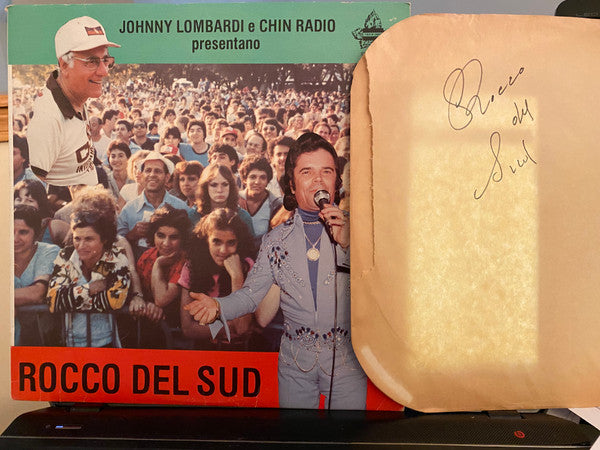 JOHNNY LOMBARDI e CHIN RADIO
presentano
ROCCO DEL SUD
Rocco
del
Sud